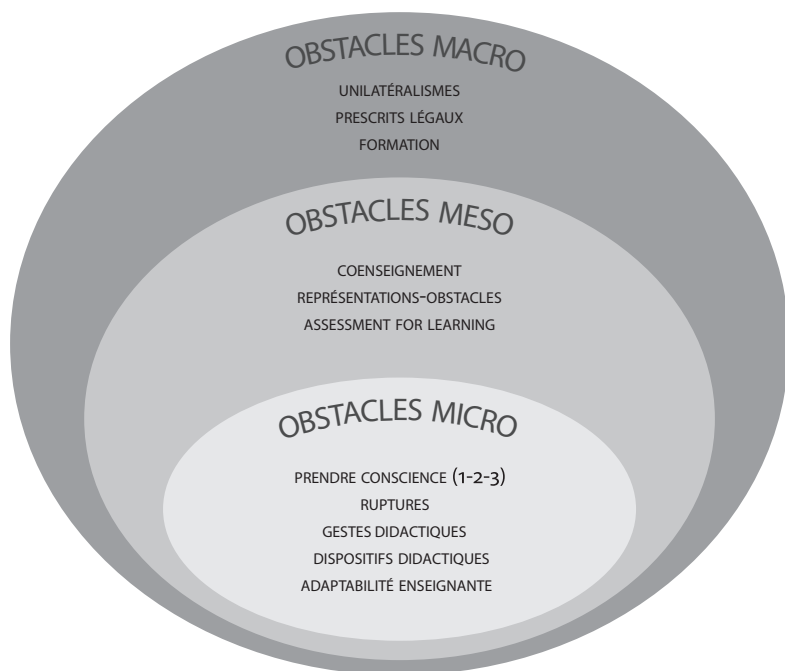 OBSTACLES MACRO
UNILATÉRALISMES
PRESCRITS LÉGAUX
FORMATION
OBSTACLES MESO
COENSEIGNEMENT
REPRÉSENTATIONS-OBSTACLES
ASSESSMENT FOR LEARNING
OBSTACLES MICRO
PRENDRE CONSCIENCE (1-2-3)
RUPTURES
GESTES DIDACTIQUES
DISPOSITIFS DIDACTIQUES
ADAPTABILITÉ ENSEIGNANTE